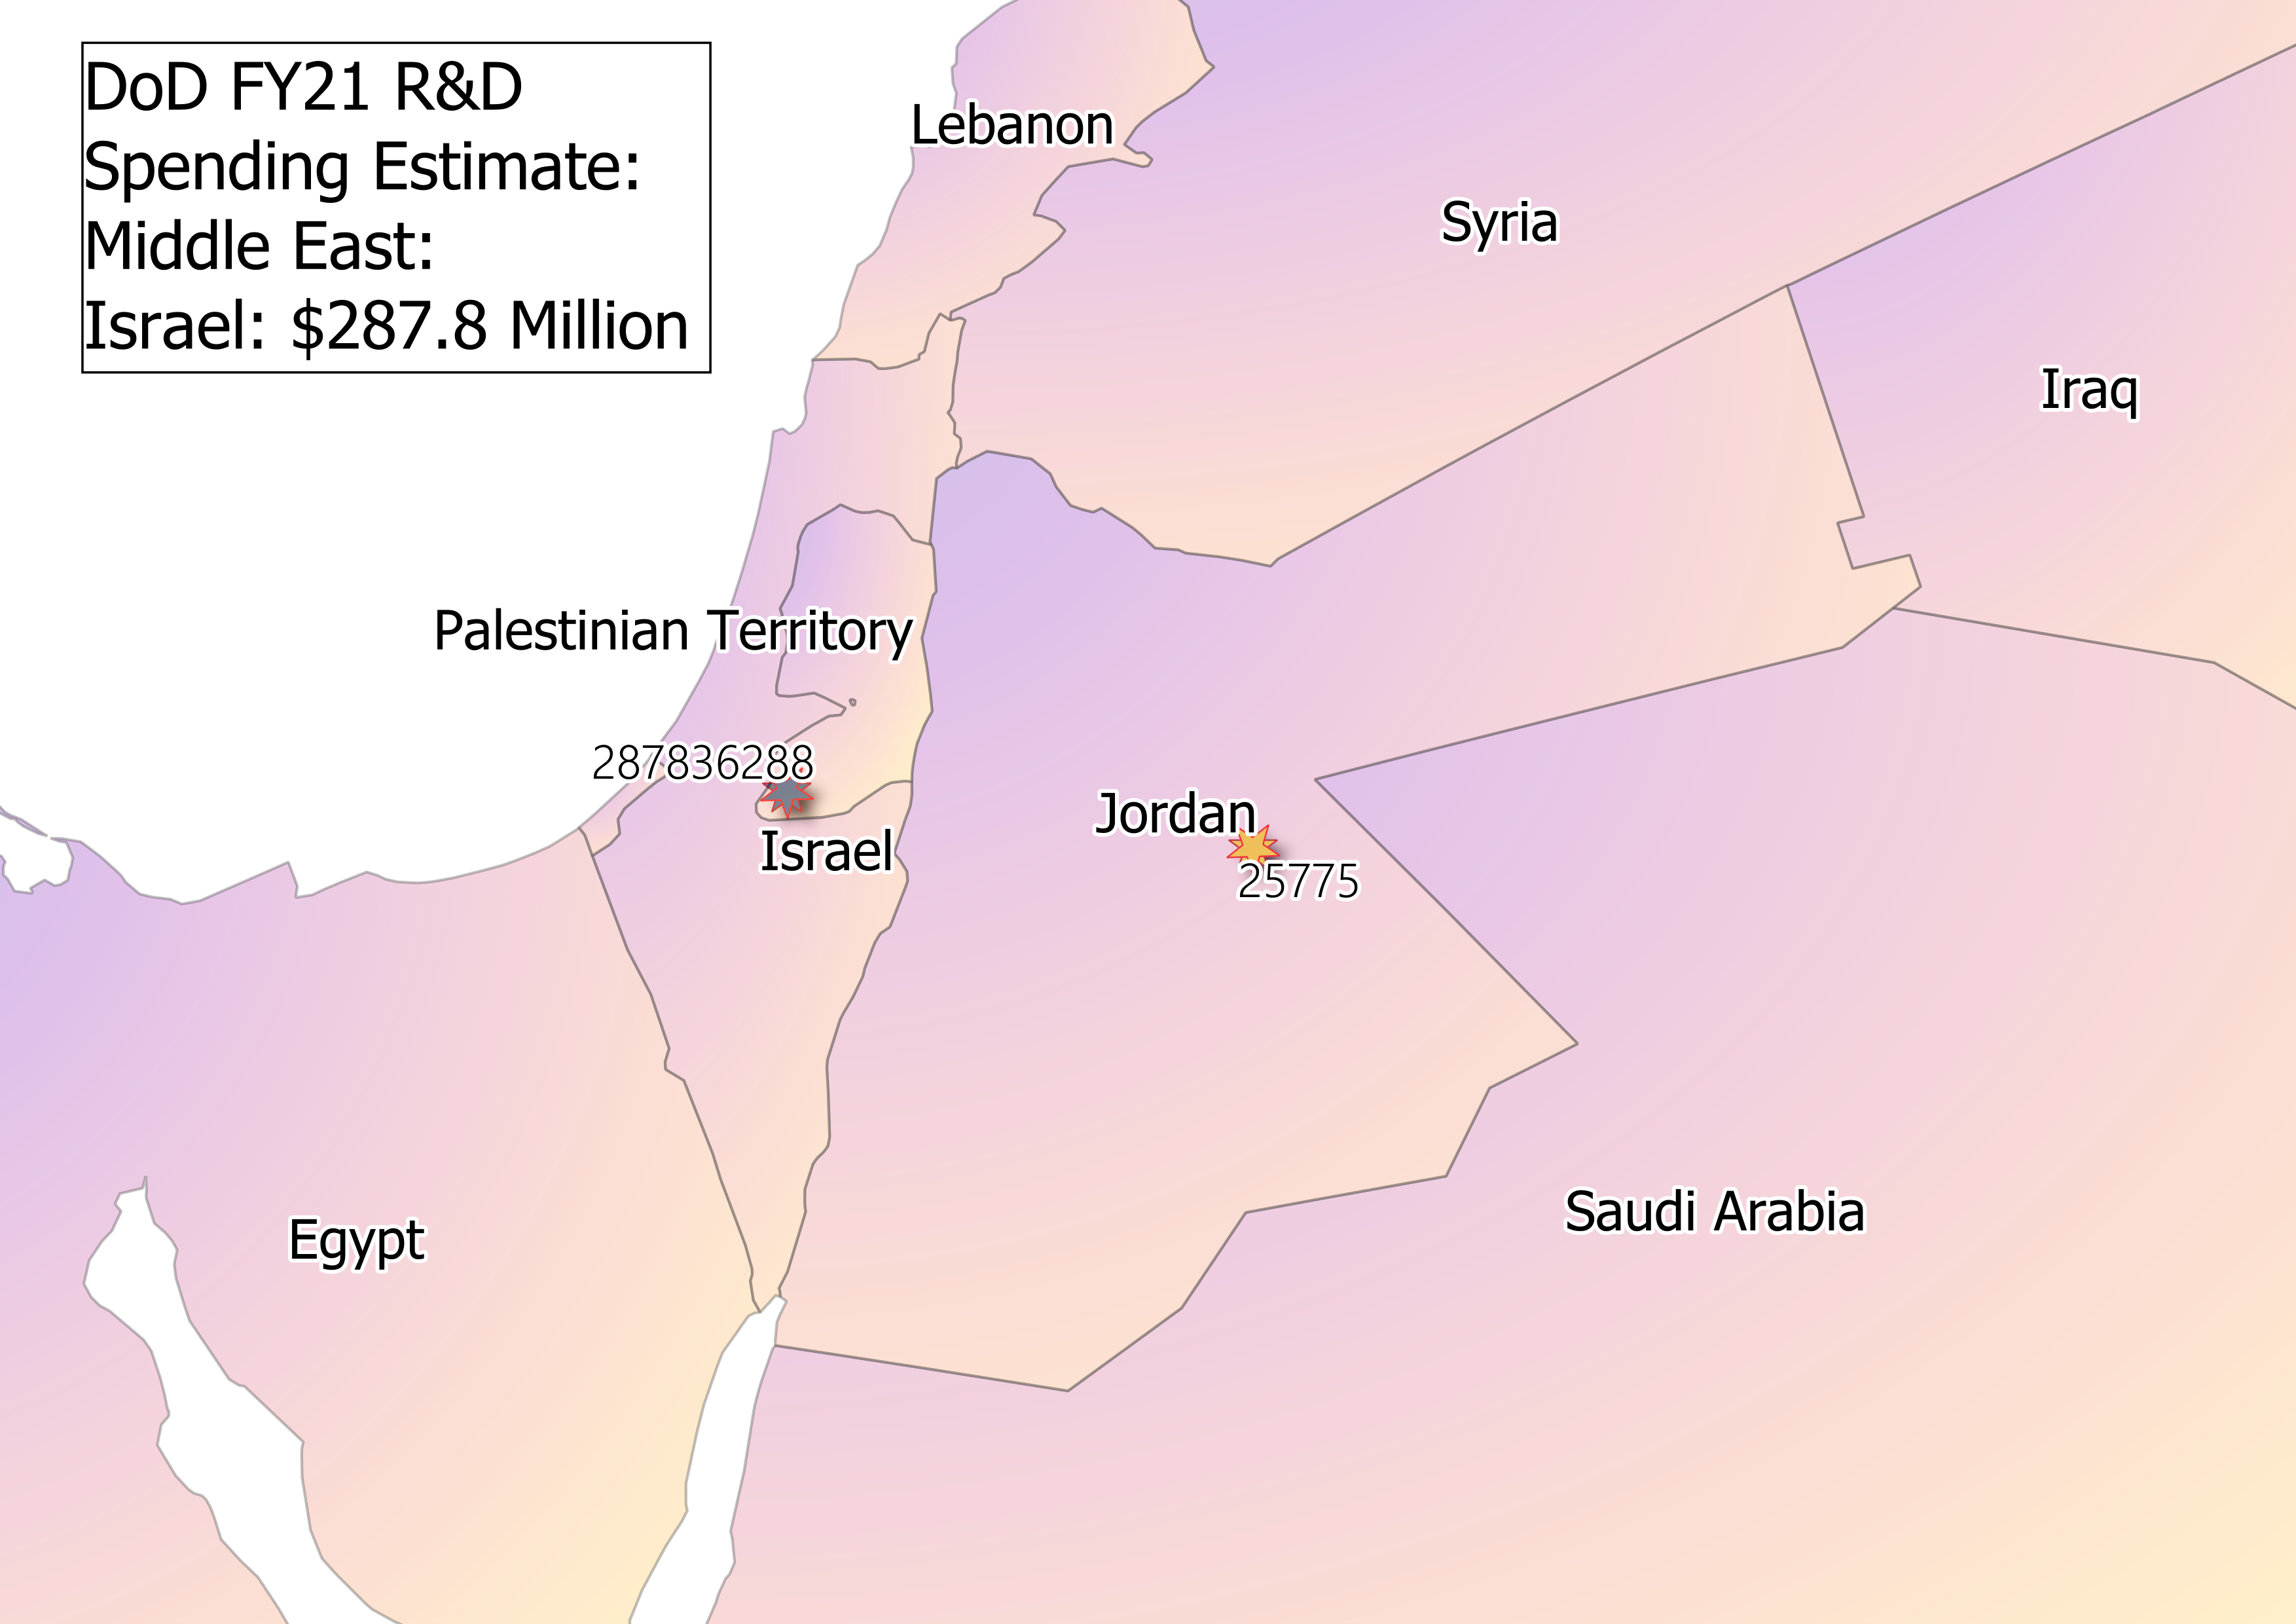 DoD FY21 R&D
Spending Estimate:
Middle East:
Israel: $287.8 Million
Lebanon
Syria
Iraq
Palestinian Territory
287836288
Jordan
Israel
25775
Saudi Arabia
Egypt